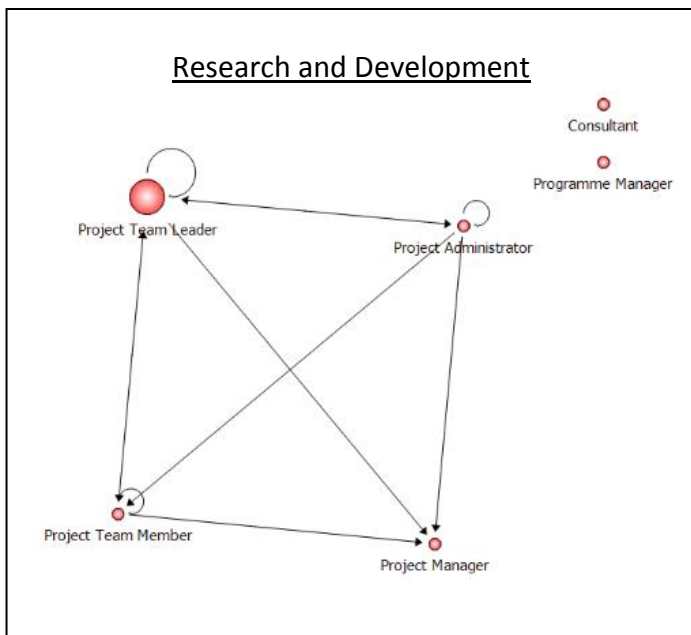 Research and Development
Consultant
Programme Manager
Project Team Leader
Project Administrator
Project Team Member
Project Manager